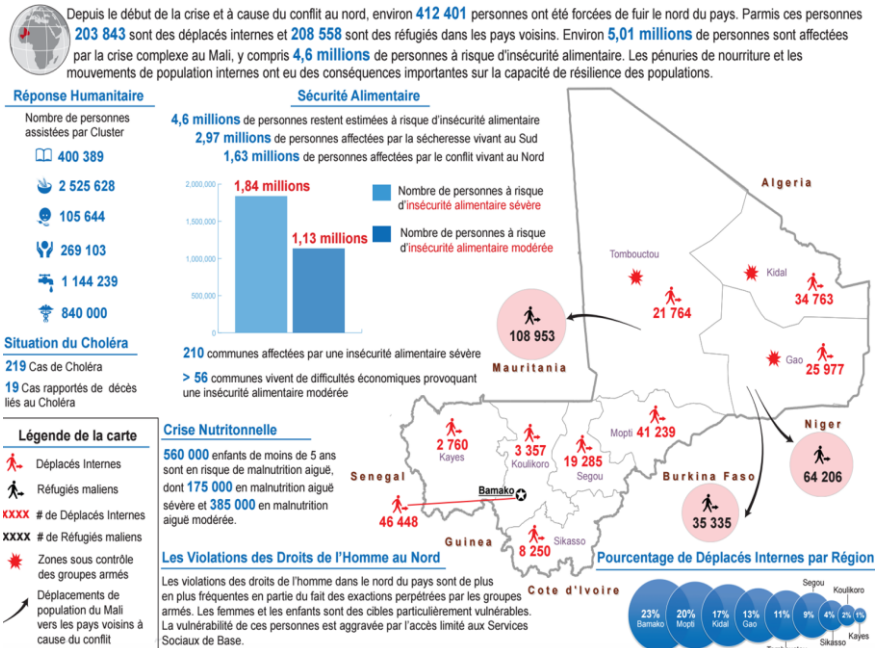 Depuis le début de la crise et à cause du conflit au nord, environ 412 401 personnes ont été forcées de fuir le nord du pays. Parmis ces personnes
203 843 sont des déplacés internes et 208 558 sont des réfugiés dans les pays voisins. Environ 5,01 millions de personnes sont affectées
par la crise complexe au Mali, y compris 4,6 millions de personnes à risque d'insécurité alimentaire. Les pénuries de nourriture et les
mouvements de population internes ont eu des conséquences importantes sur la capacité de résilience des populations.
Réponse Humanitaire
Nombre de personnes
assistées par Cluster
400 389
2 525 628
105 644
269 103
1 144 239
840 000
Situation du Choléra
219 Cas de Choléra
19 Cas rapportés de décès
liés au Choléra
Légende de la carte
Déplacés Internes
Réfugiés maliens
XXXX # de Déplacés Internes
XXXX # de Réfugiés maliens
Zones sous contrôle
des groupes armés
Déplacements de
population du Mali
vers les pays voisins à
cause du conflit
Sécurité Alimentaire
4,6 millions de personnes restent estimées à risque d'insécurité alimentaire
2,97 millions de personnes affectées par la sécheresse vivant au Sud
1,63 millions de personnes affectées par le conflit vivant au Nord
2,000,000
1,500,000
1,000,000
500,000
0
1,84 millions
1,13 millions
Nombre de personnes à risque
d'insécurité alimentaire sévère
Nombre de personnes à risque
d'insécurité alimentaire modérée
210 communes affectées par une insécurité alimentaire sévère
> 56 communes vivent de difficultés économiques provoquant
une insécurité alimentaire modérée
Crise Nutritonnelle
560 000 enfants de moins de 5 ans
sont en risque de malnutrition aiguë,
dont 175 000 en malnutrition aiguë
sévère et 385 000 en malnutrition
aiguë modérée.
Les Violations des Droits de l'Homme au Nord
Les violations des droits de l'homme dans le nord du pays sont de plus
en plus fréquentes en partie du fait des exactions perpétrées par les groupes
armés. Les femmes et les enfants sont des cibles particulièrement vulnérables.
La vulnérabilité de ces personnes est aggravée par l'accès limité aux Services
Sociaux de Base.
Algeria
Tombouctou
21 764
Kidal
34 763
Gao
25 977
108 953
Mauritania
Niger
64 206
Burkina Faso
35 335
Mopti
41 239
2 760
Kayes
3 357
Koulikoro
19 285
Segou
Senegal
Bamako
46 448
Guinea
8 250
Sikasso
Cote d'Ivoire
Pourcentage de Déplacés Internes par Région
23%
Bamako
20%
Mopti
17%
Kidal
13%
Gao
11%
9%
Segou
4%
Sikasso
2%
Koulikoro
1%
Kayes